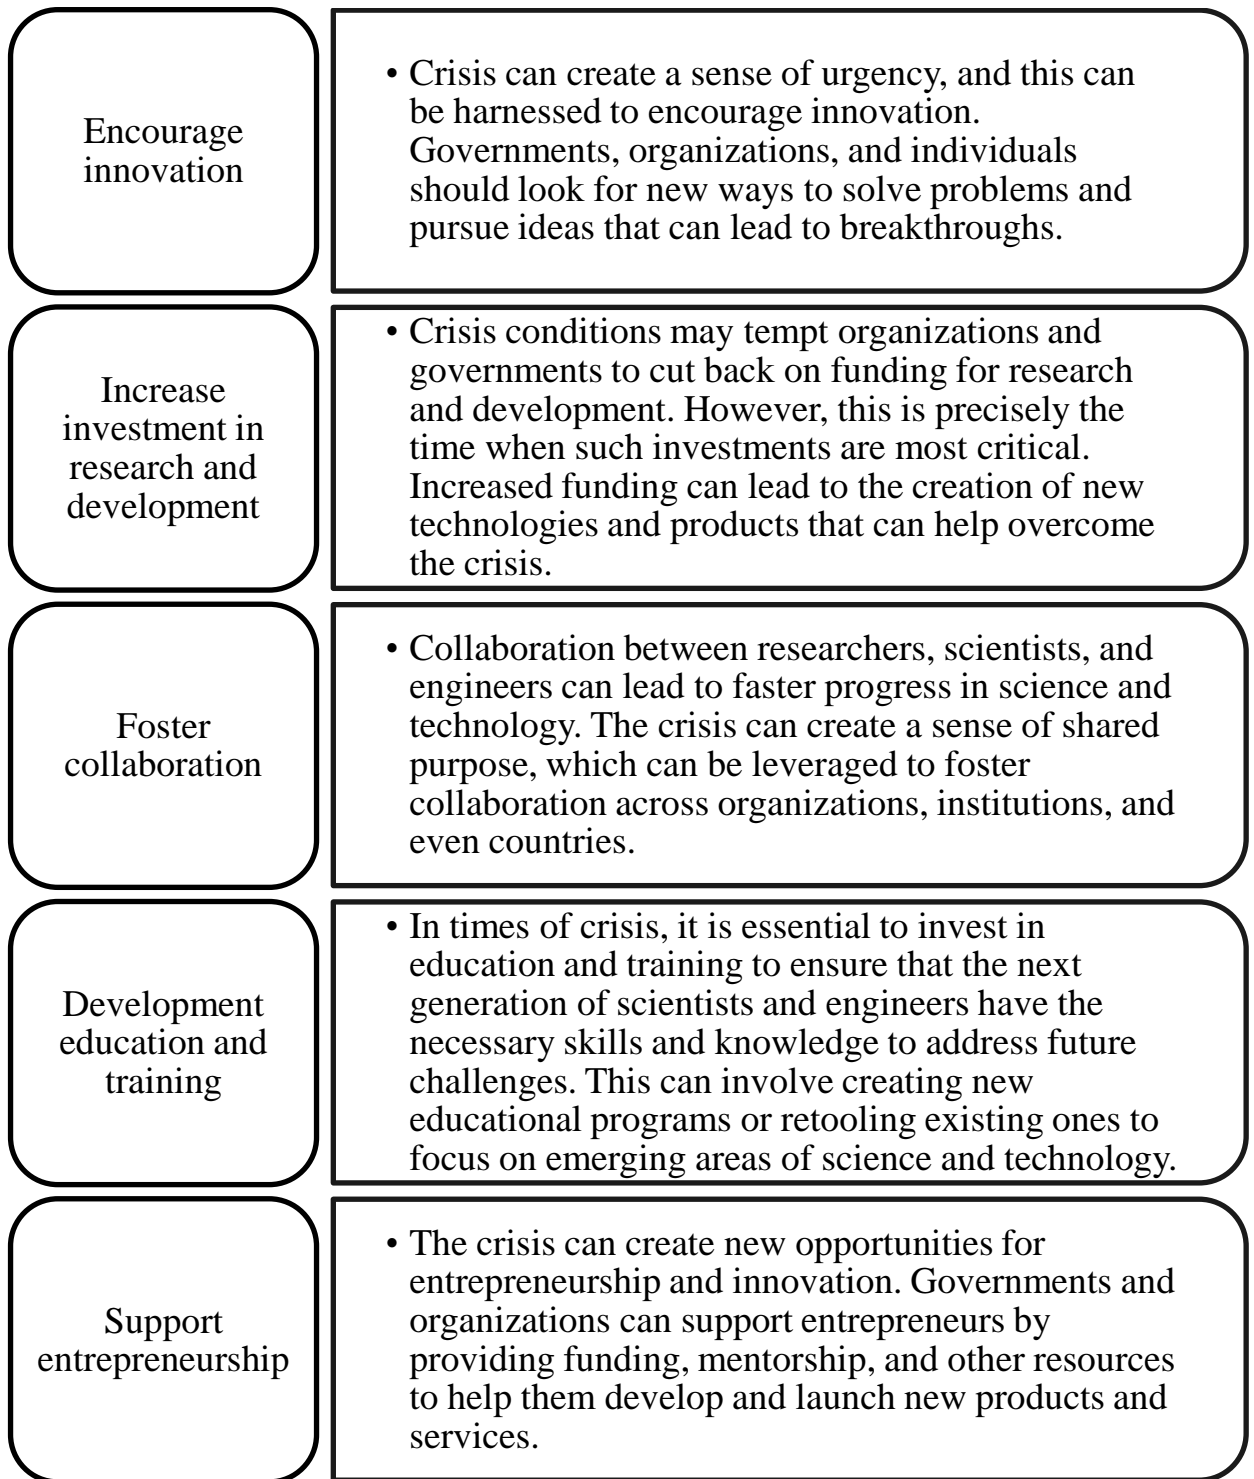 Encourage
innovation
• Crisis can create a sense of urgency, and this can
be harnessed to encourage innovation.
Governments, organizations, and individuals
should look for new ways to solve problems and
pursue ideas that can lead to breakthroughs.
Increase
investment in
research and
development
• Crisis conditions may tempt organizations and
governments to cut back on funding for research
and development. However, this is precisely the
time when such investments are most critical.
Increased funding can lead to the creation of new
technologies and products that can help overcome
the crisis.
Foster
collaboration
• Collaboration between researchers, scientists, and
engineers can lead to faster progress in science and
technology. The crisis can create a sense of shared
purpose, which can be leveraged to foster
collaboration across organizations, institutions, and
even countries.
Development
education and
training
• In times of crisis, it is essential to invest in
education and training to ensure that the next
generation of scientists and engineers have the
necessary skills and knowledge to address future
challenges. This can involve creating new
educational programs or retooling existing ones to
focus on emerging areas of science and technology.
Support
entrepreneurship
• The crisis can create new opportunities for
entrepreneurship and innovation. Governments and
organizations can support entrepreneurs by
providing funding, mentorship, and other resources
to help them develop and launch new products and
services.